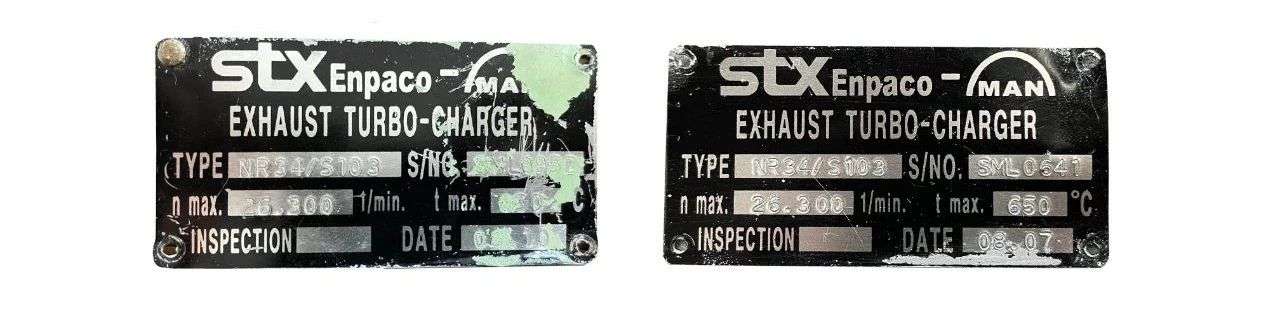 stx Enpaco - MAN
EXHAUST TURBO-CHARGER
TYPE NR34/S103 S/NO.
n max. 26.300 1/min. t max. °C
INSPECTION DATE
stx Enpaco - MAN
EXHAUST TURBO-CHARGER
TYPE NR34/S103 S/NO. SML0641
n max. 26.300 1/min. t max. 650 °C
INSPECTION DATE 08.07